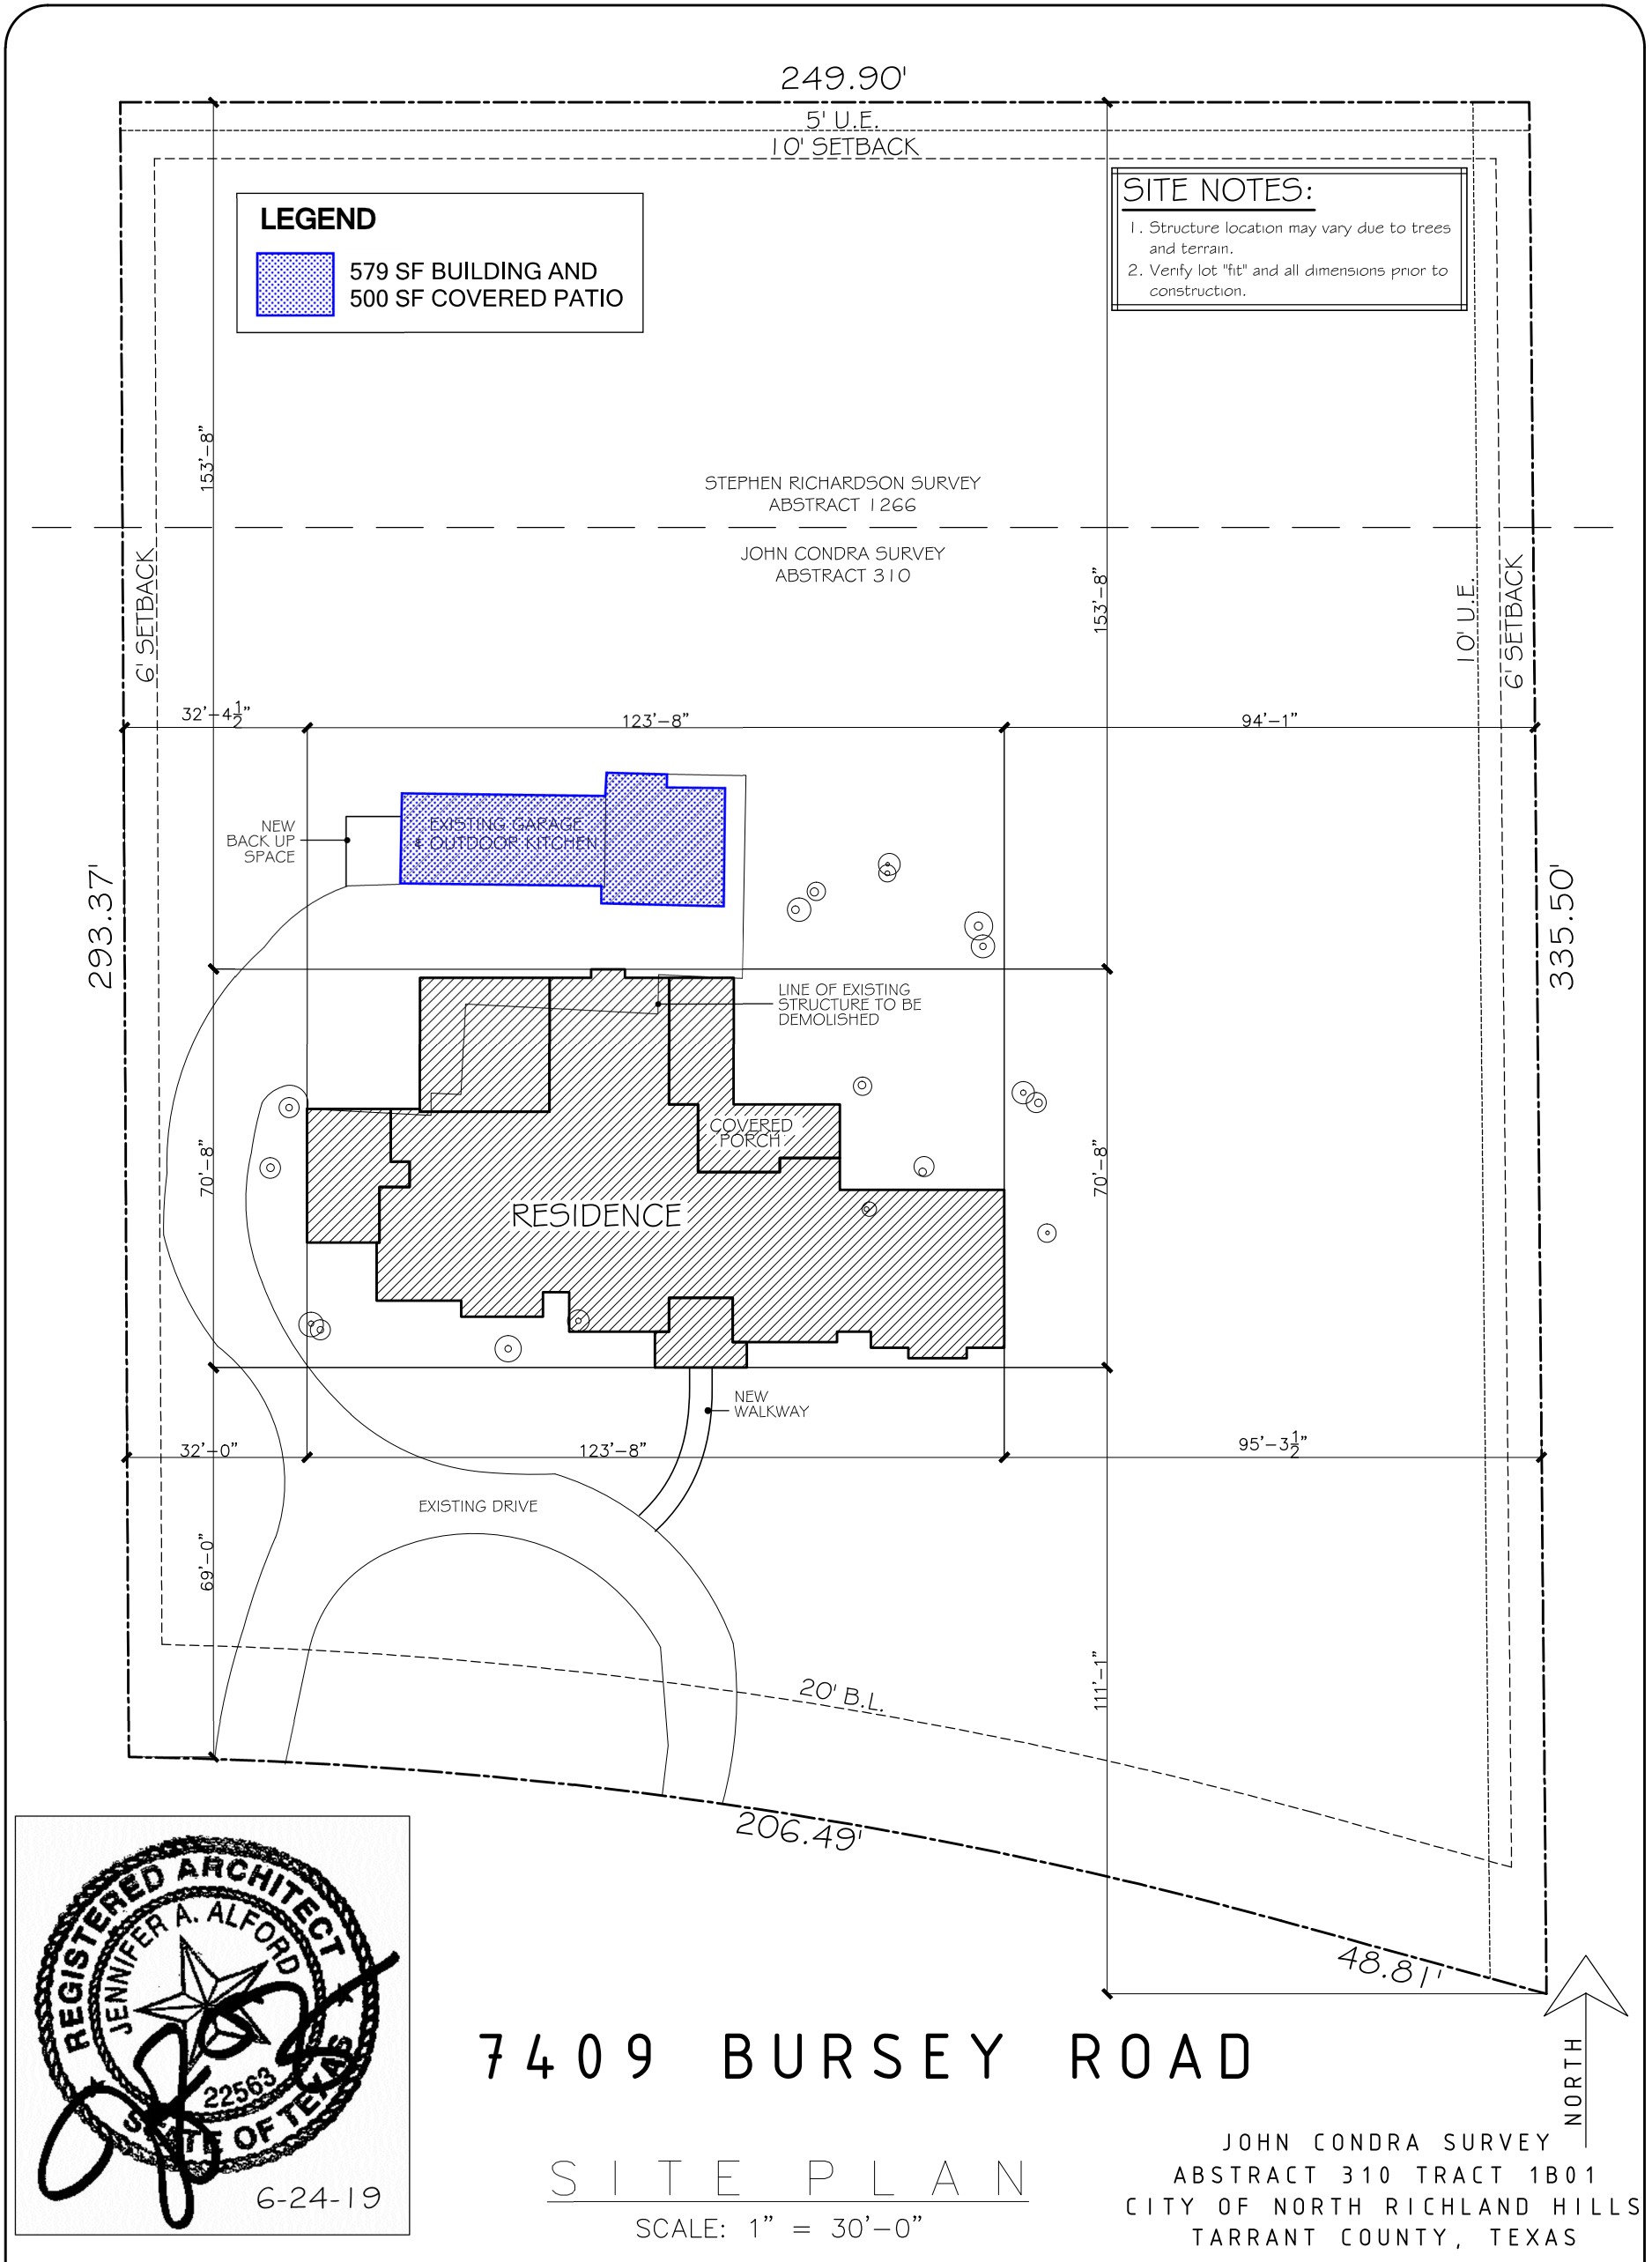 249.90'
5' U.E.
10' SETBACK
LEGEND
579 SF BUILDING AND
500 SF COVERED PATIO
SITE NOTES:
1. Structure location may vary due to trees
and terrain.
2. Verify lot "fit" and all dimensions prior to
construction.
153'-8"
STEPHEN RICHARDSON SURVEY
ABSTRACT 1266
JOHN CONDRA SURVEY
ABSTRACT 310
153'-8"
6' SETBACK
10' U.E.
6' SETBACK
32'-4 1/2"
123'-8"
94'-1"
NEW
BACK UP
SPACE
EXISTING GARAGE
& OUTDOOR KITCHEN
293.37'
335.50'
LINE OF EXISTING
STRUCTURE TO BE
DEMOLISHED
COVERED
PORCH
70'-8"
70'-8"
RESIDENCE
NEW
WALKWAY
32'-0"
123'-8"
95'-3 1/2"
EXISTING DRIVE
69'-0"
111'-1"
20' B.L.
206.49'
48.81'
REGISTERED ARCHITECT
JENNIFER A. ALFORD
22563
STATE OF TEXAS
6-24-19
7409 BURSEY ROAD
NORTH
SITE PLAN
SCALE: 1" = 30'-0"
JOHN CONDRA SURVEY
ABSTRACT 310 TRACT 1B01
CITY OF NORTH RICHLAND HILLS
TARRANT COUNTY, TEXAS